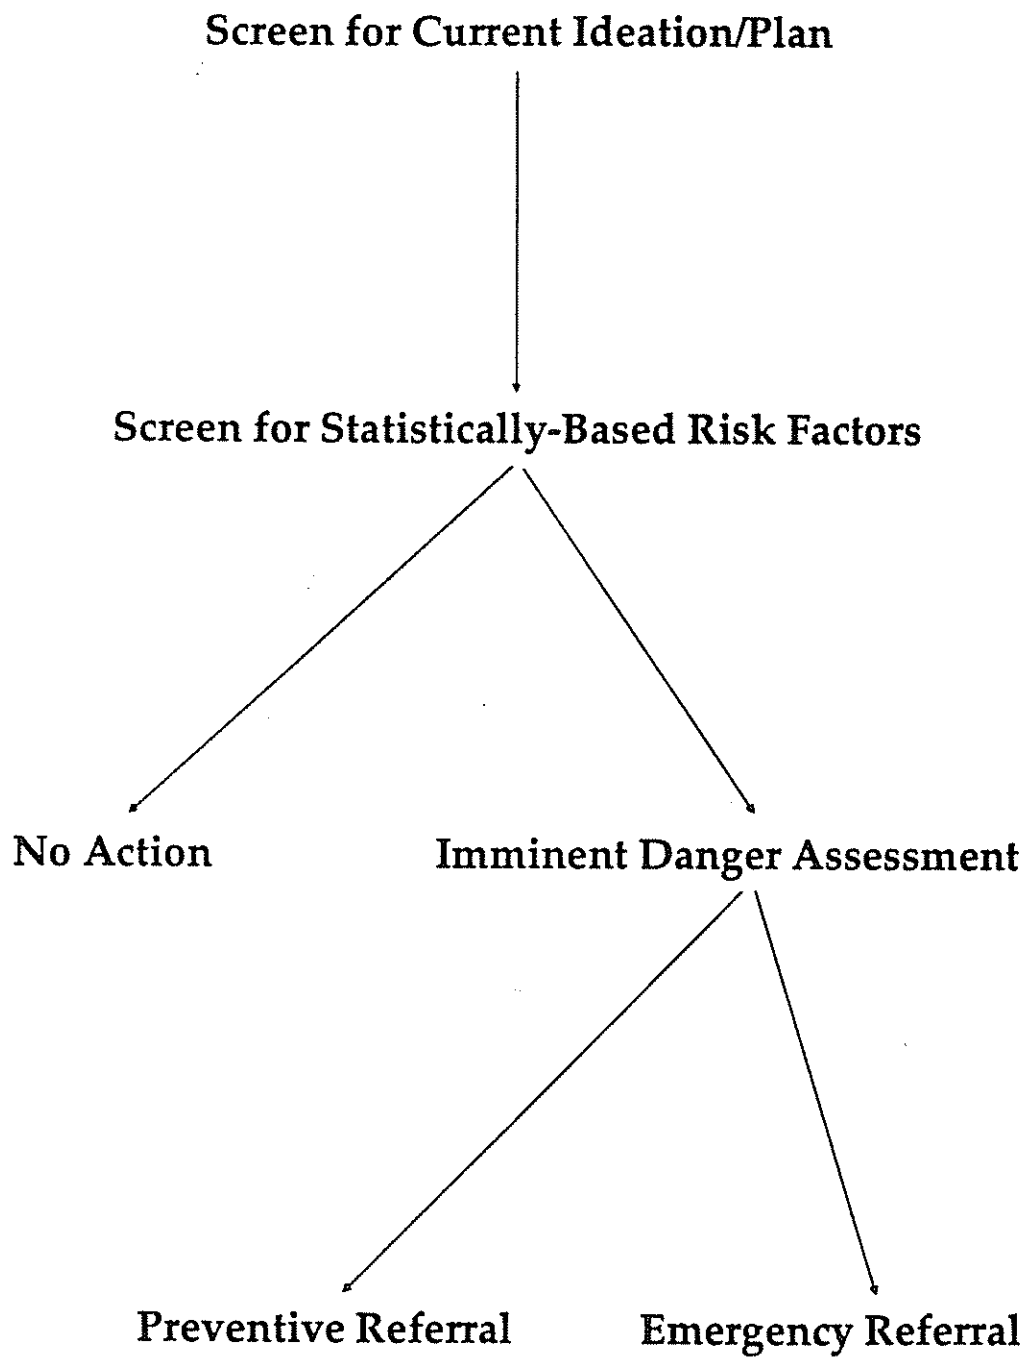 Screen for Current Ideation/Plan
Screen for Statistically-Based Risk Factors
No Action
Imminent Danger Assessment
Preventive Referral
Emergency Referral